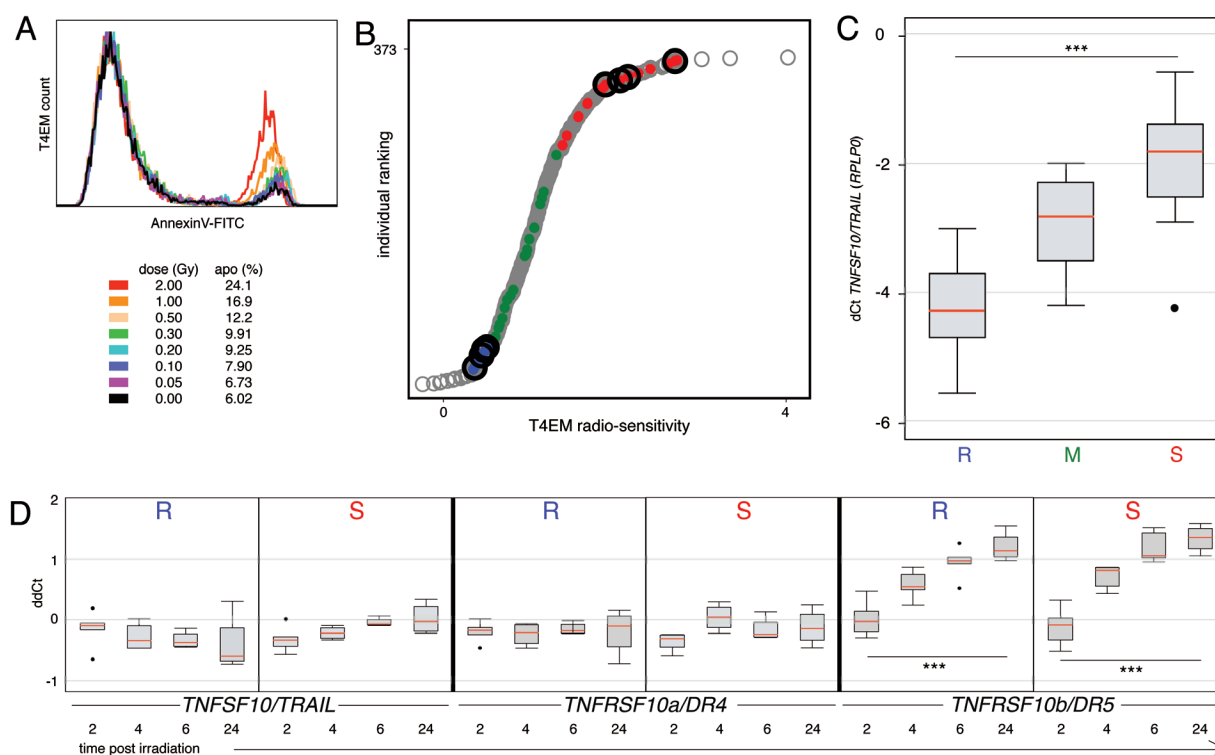 A
T4EM count
AnnexinV-FITC
dose (Gy) apo (%)
2.00 24.1
1.00 16.9
0.50 12.2
0.30 9.91
0.20 9.25
0.10 7.90
0.05 6.73
0.00 6.02
B
373
individual ranking
0 4
T4EM radio-sensitivity
C
dCt TNFSF10/TRAIL (RPLP0)
0
-2
-4
-6
***
R M S
D
ddCt
2
1
0
-1
R S R S R S
*** ***
TNFSF10/TRAIL TNFRSF10a/DR4 TNFRSF10b/DR5
2 4 6 24 2 4 6 24 2 4 6 24 2 4 6 24 2 4 6 24 2 4 6 24
time post irradiation